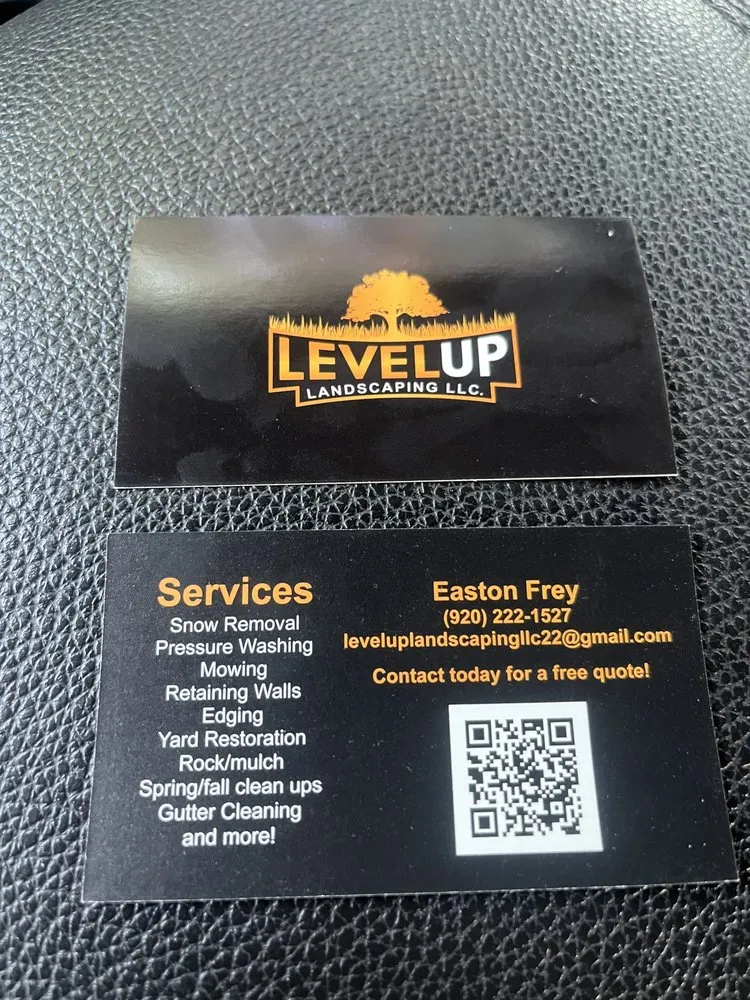 LEVELUP
LANDSCAPING LLC.
Services
Snow Removal
Pressure Washing
Mowing
Retaining Walls
Edging
Yard Restoration
Rock/mulch
Spring/fall clean ups
Gutter Cleaning
and more!
Easton Frey
(920) 222-1527
leveluplandscapingllc22@gmail.com
Contact today for a free quote!